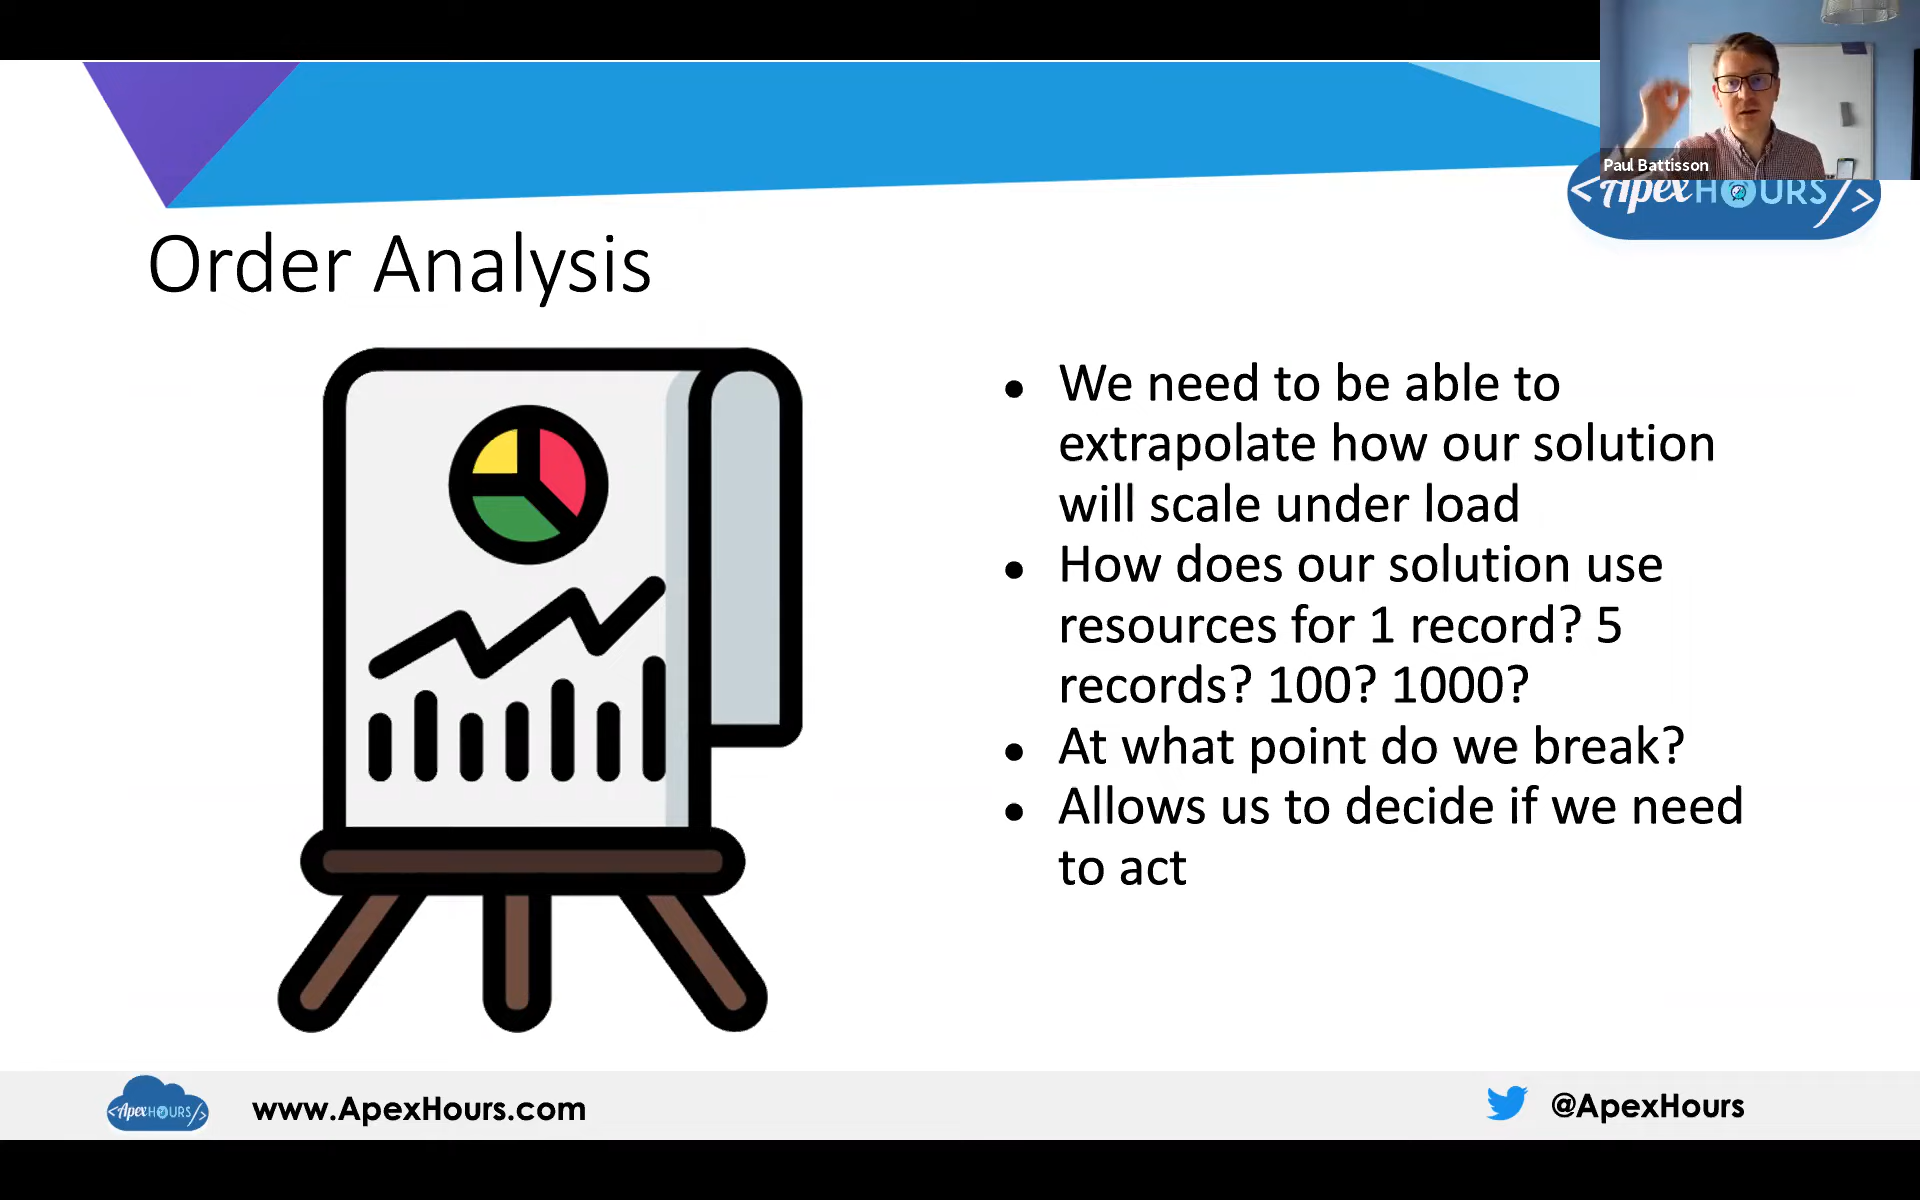 Paul Battisson
<ApexHOURS/>
Order Analysis
● We need to be able to
extrapolate how our solution
will scale under load
● How does our solution use
resources for 1 record? 5
records? 100? 1000?
● At what point do we break?
● Allows us to decide if we need
to act
<ApexHOURS/>
www.ApexHours.com
@ApexHours